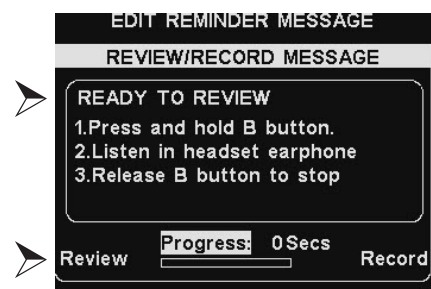 EDIT REMINDER MESSAGE
REVIEW/RECORD MESSAGE
READY TO REVIEW
1.Press and hold B button.
2.Listen in headset earphone
3.Release B button to stop
Progress: 0Secs
Review Record